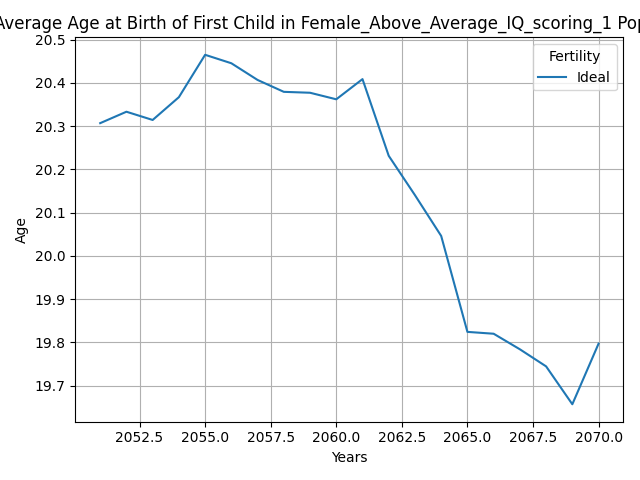 Average Age at Birth of First Child in Female_Above_Average_IQ_scoring_1 Pop
20.5
20.4
20.3
20.2
20.1
20.0
19.9
19.8
19.7
Age
Fertility
Ideal
2052.5 2055.0 2057.5 2060.0 2062.5 2065.0 2067.5 2070.0
Years